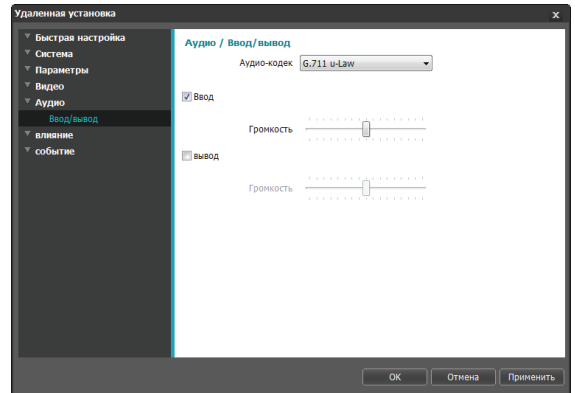 Удаленная установка x
Быстрая настройка
Система
Параметры
Видео
Аудио
Ввод/вывод
влияние
событие
Аудио / Ввод/вывод
Аудио-кодек G.711 u-Law
Ввод
Громкость
вывод
Громкость
OK Отмена Применить